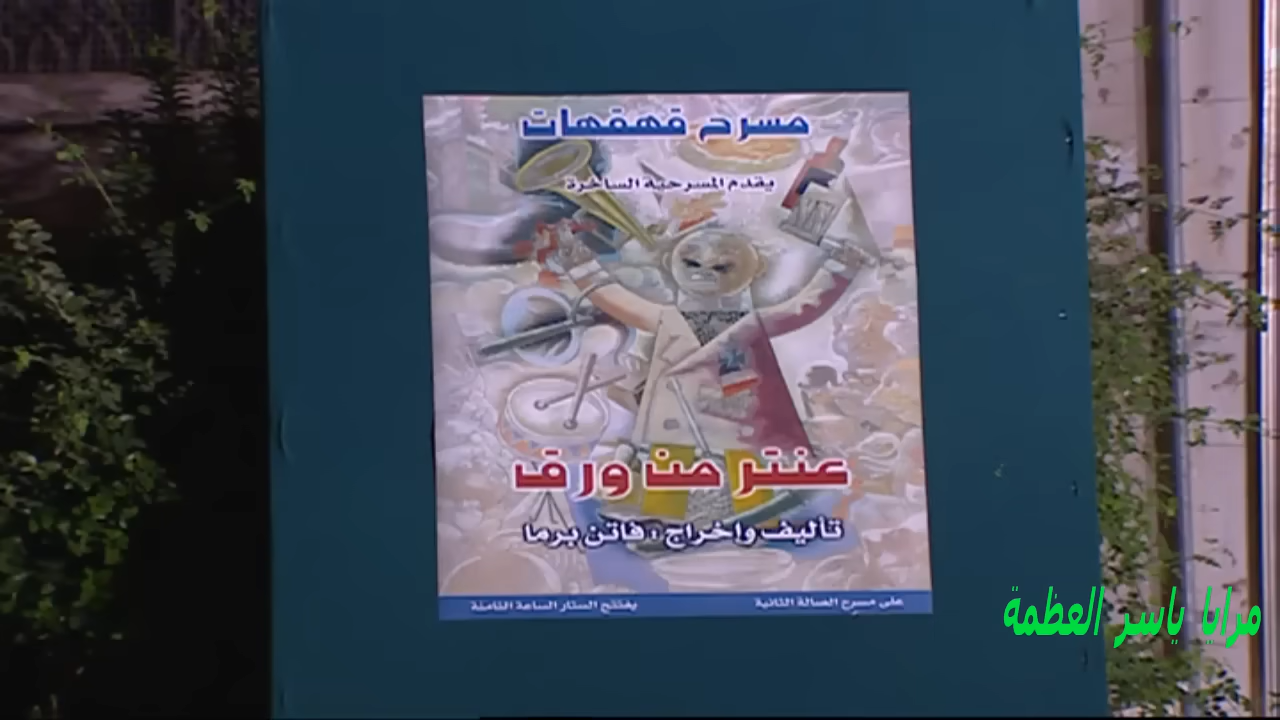 مسرح قهقهات
يقدم المسرحية الساخرة
عنتر من ورق
تأليف وإخراج : فاتن برما
على مسرح الصالة الثانية
يفتتح الستار الساعة الثامنة
مرايا ياسر العظمة